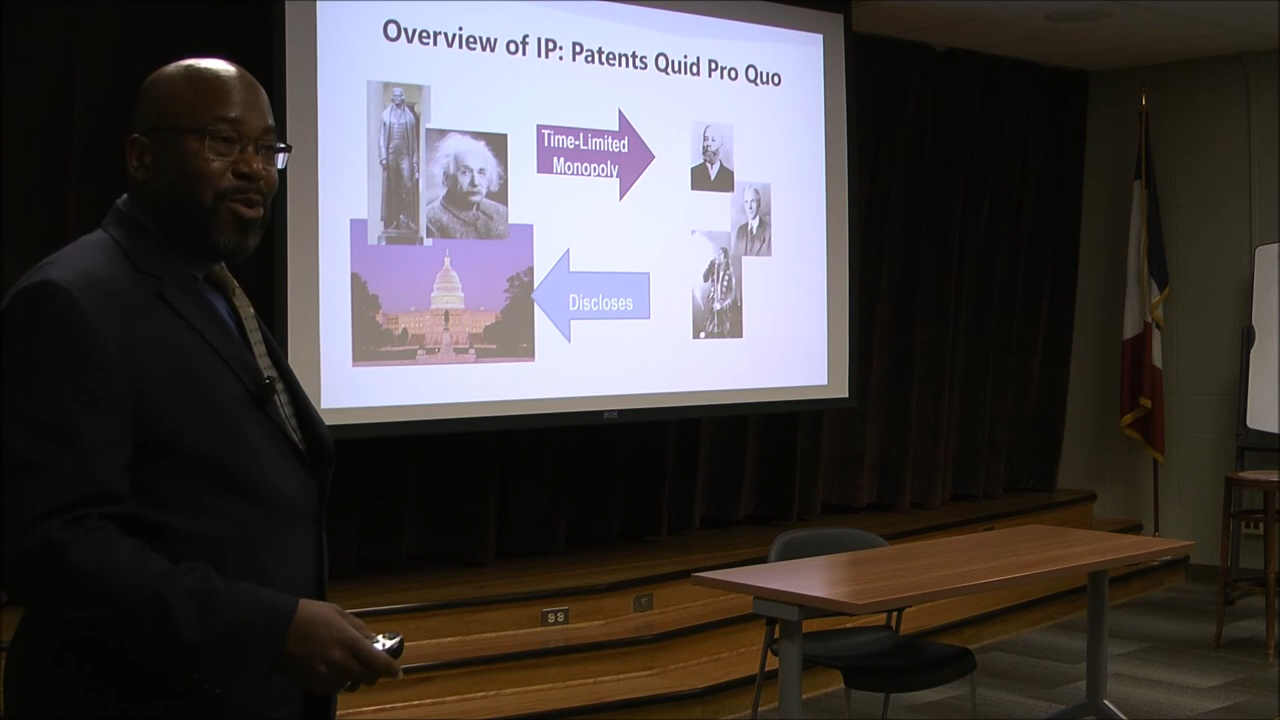 Overview of IP: Patents Quid Pro Quo
Time-Limited
Monopoly
Discloses